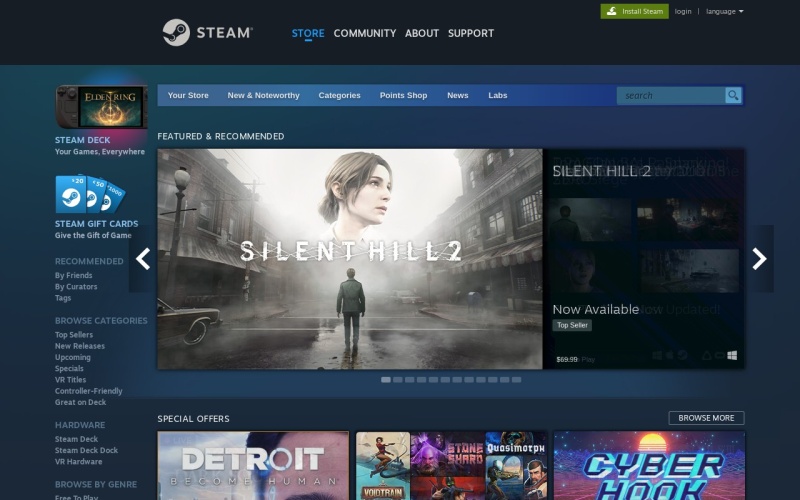 Install Steam
login | language
STEAM
STORE COMMUNITY ABOUT SUPPORT
Your Store New & Noteworthy Categories Points Shop News Labs
search
ELDEN RING
STEAM DECK
Your Games, Everywhere
$20 $50
STEAM GIFT CARDS
Give the Gift of Game
RECOMMENDED
By Friends
By Curators
Tags
BROWSE CATEGORIES
Top Sellers
New Releases
Upcoming
Specials
VR Titles
Controller-Friendly
Great on Deck
HARDWARE
Steam Deck
Steam Deck Dock
VR Hardware
BROWSE BY GENRE
Free To Play
FEATURED & RECOMMENDED
SILENT HILL 2
SILENT HILL 2
Now Available
Top Seller
$69.99
SPECIAL OFFERS
BROWSE MORE
DETROIT
BECOME HUMAN
VOIDTRAIN
STONE
SHARD
Quasimorph
CYBER
HOOK